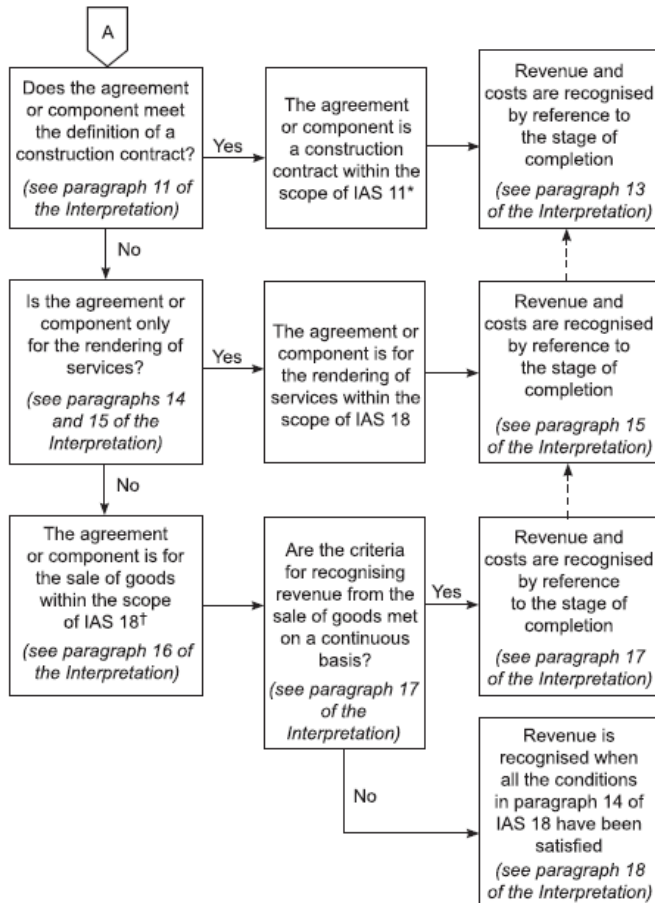 A
Does the agreement
or component meet
the definition of a
construction contract?
(see paragraph 11 of
the Interpretation)
Yes
The agreement
or component is
a construction
contract within the
scope of IAS 11*
Revenue and
costs are recognised
by reference to
the stage of
completion
(see paragraph 13
of the Interpretation)
No
Is the agreement or
component only
for the rendering of
services?
(see paragraphs 14
and 15 of the
Interpretation)
Yes
The agreement or
component is for
the rendering of
services within the
scope of IAS 18
Revenue and
costs are recognised
by reference to
the stage of
completion
(see paragraph 15
of the Interpretation)
No
The agreement
or component is for
the sale of goods
within the scope
of IAS 18†
(see paragraph 16 of
the Interpretation)
Are the criteria
for recognising
revenue from the
sale of goods met
on a continuous
basis?
(see paragraph 17
of the
Interpretation)
Yes
Revenue and
costs are recognised
by reference
to the stage of
completion
(see paragraph 17
of the Interpretation)
No
Revenue is
recognised when
all the conditions
in paragraph 14 of
IAS 18 have been
satisfied
(see paragraph 18
of the Interpretation)